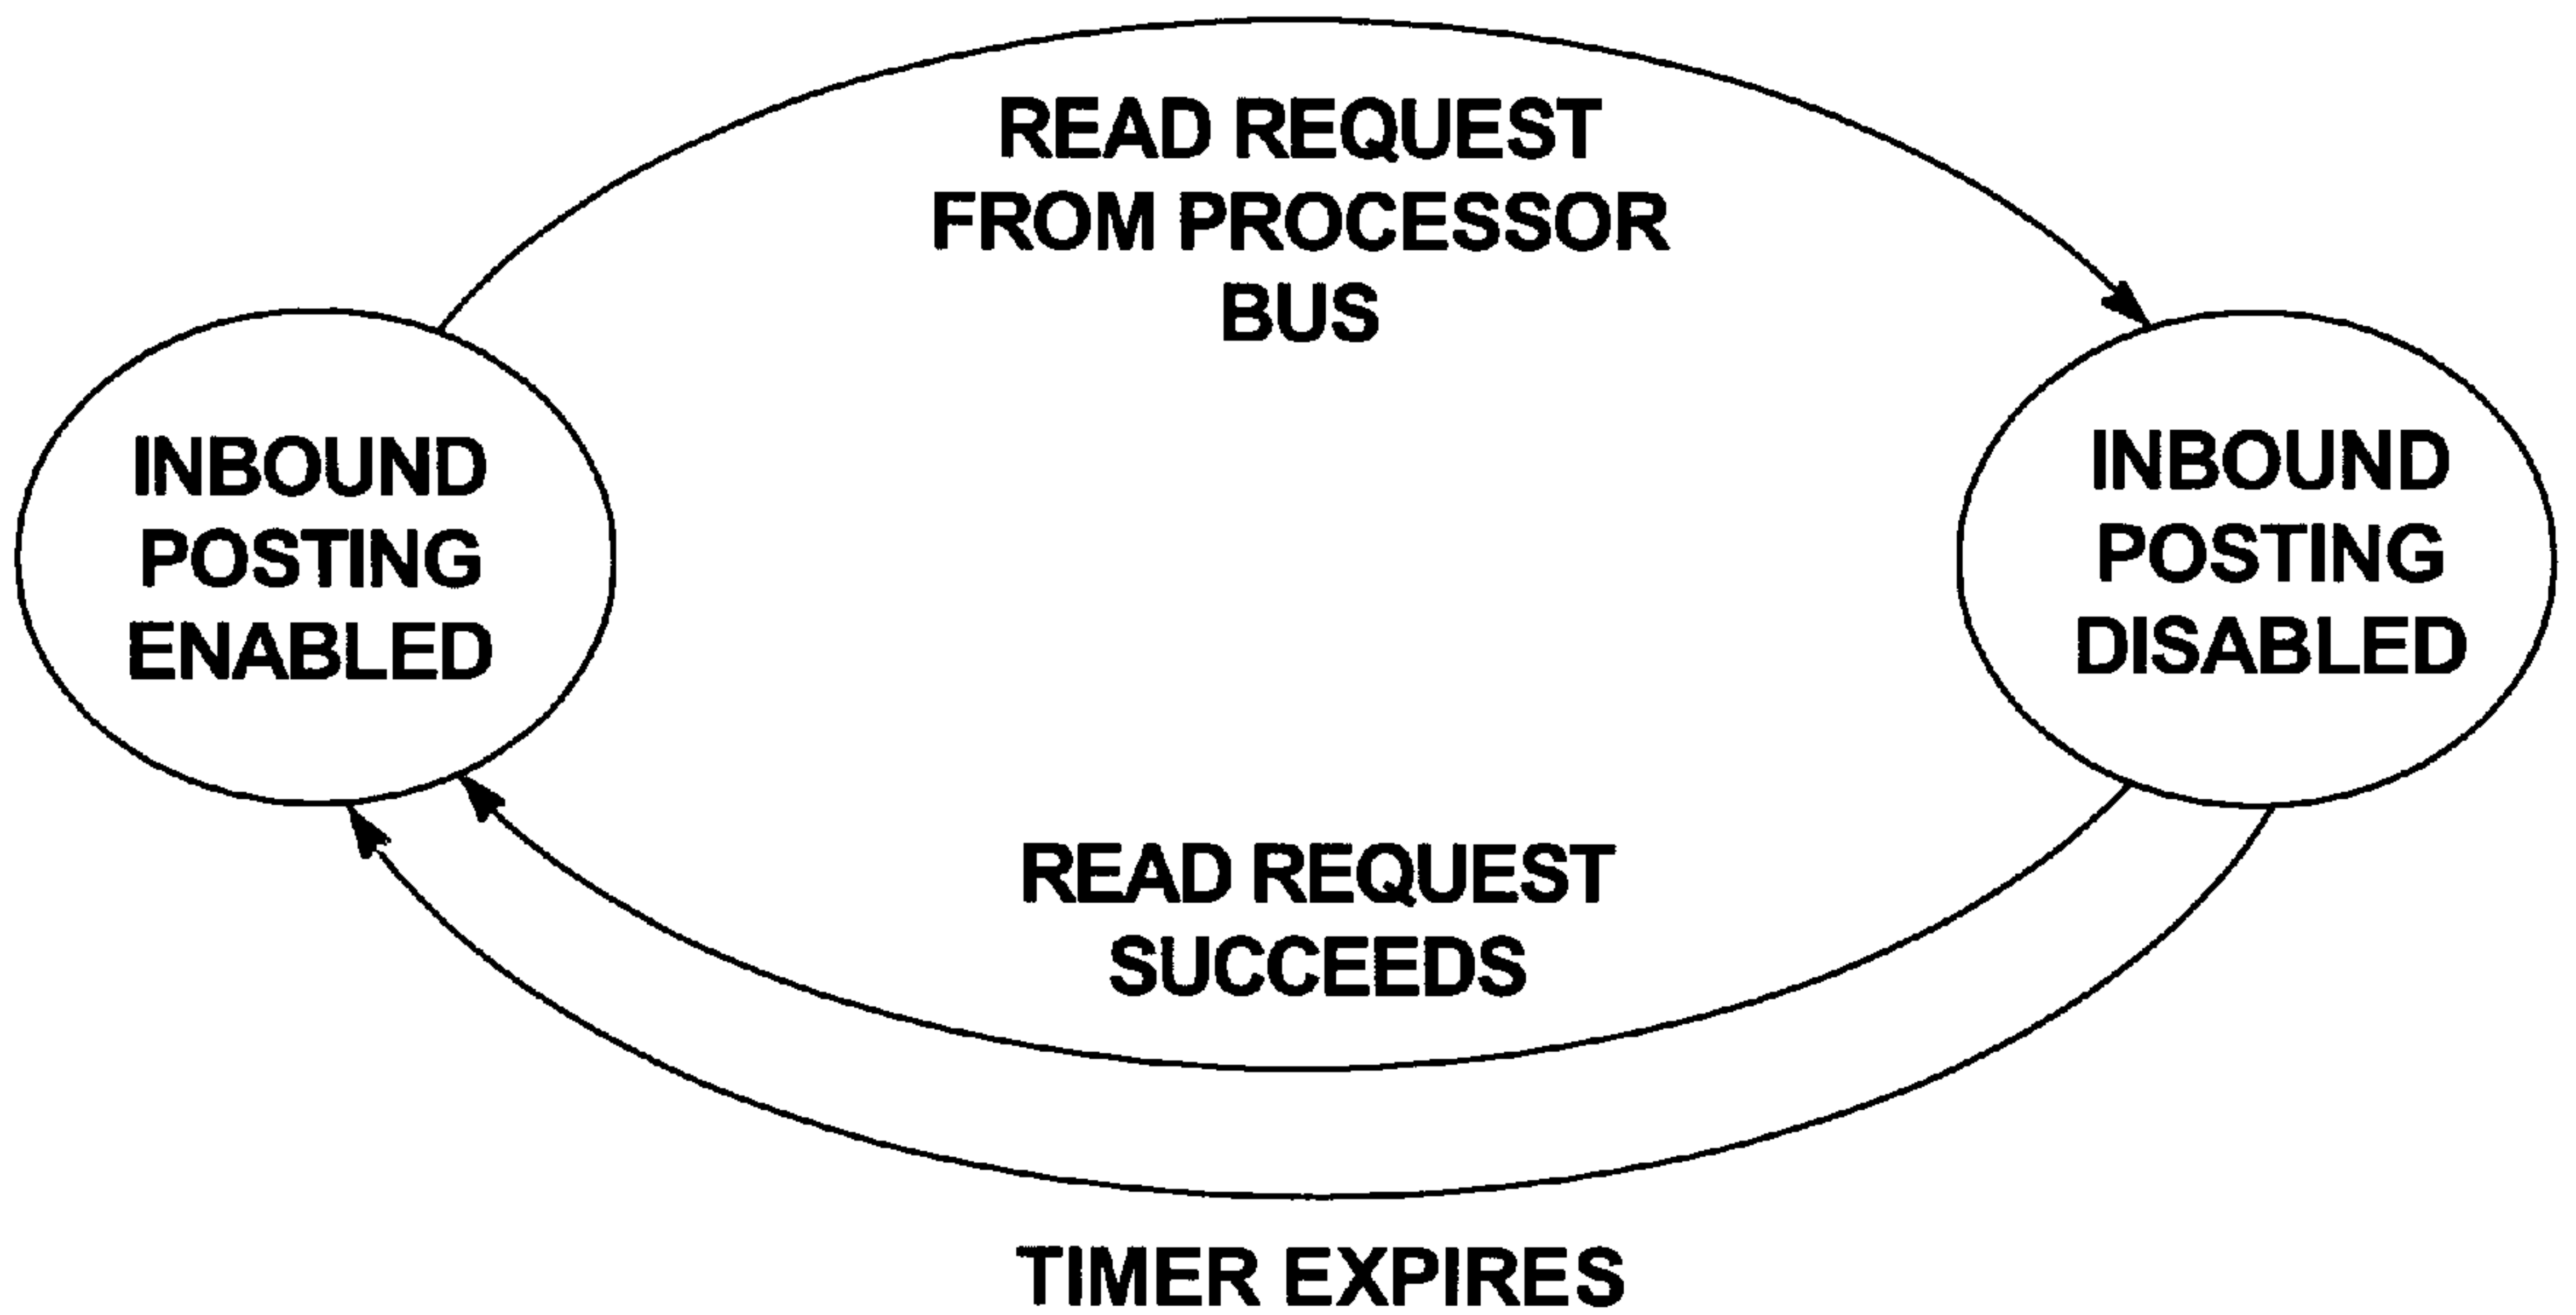 READ REQUEST
FROM PROCESSOR
BUS
INBOUND
POSTING
ENABLED
INBOUND
POSTING
DISABLED
READ REQUEST
SUCCEEDS
TIMER EXPIRES